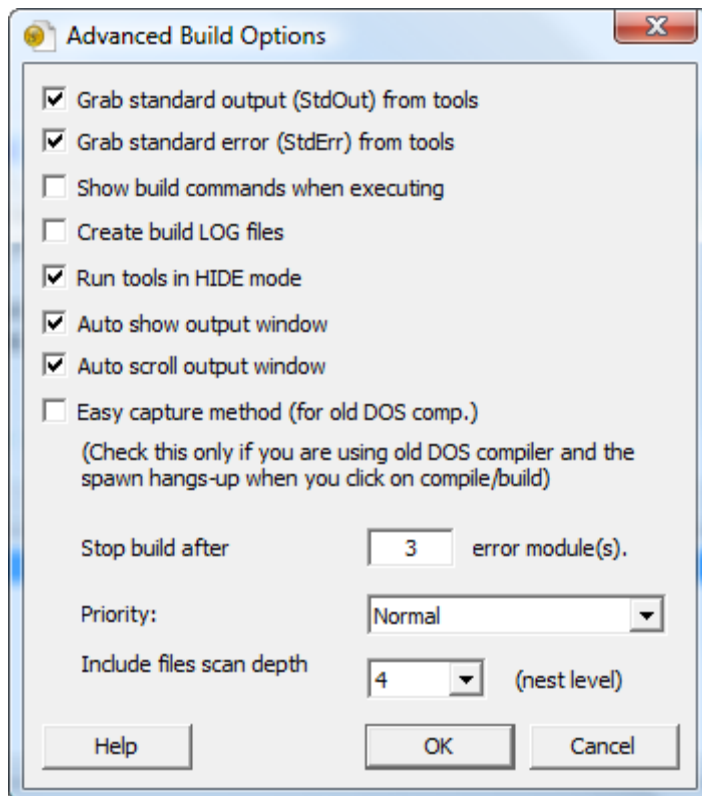 Advanced Build Options
Grab standard output (StdOut) from tools
Grab standard error (StdErr) from tools
Show build commands when executing
Create build LOG files
Run tools in HIDE mode
Auto show output window
Auto scroll output window
Easy capture method (for old DOS comp.)
(Check this only if you are using old DOS compiler and the
spawn hangs-up when you click on compile/build)
Stop build after 3 error module(s).
Priority: Normal
Include files scan depth 4 (nest level)
Help OK Cancel